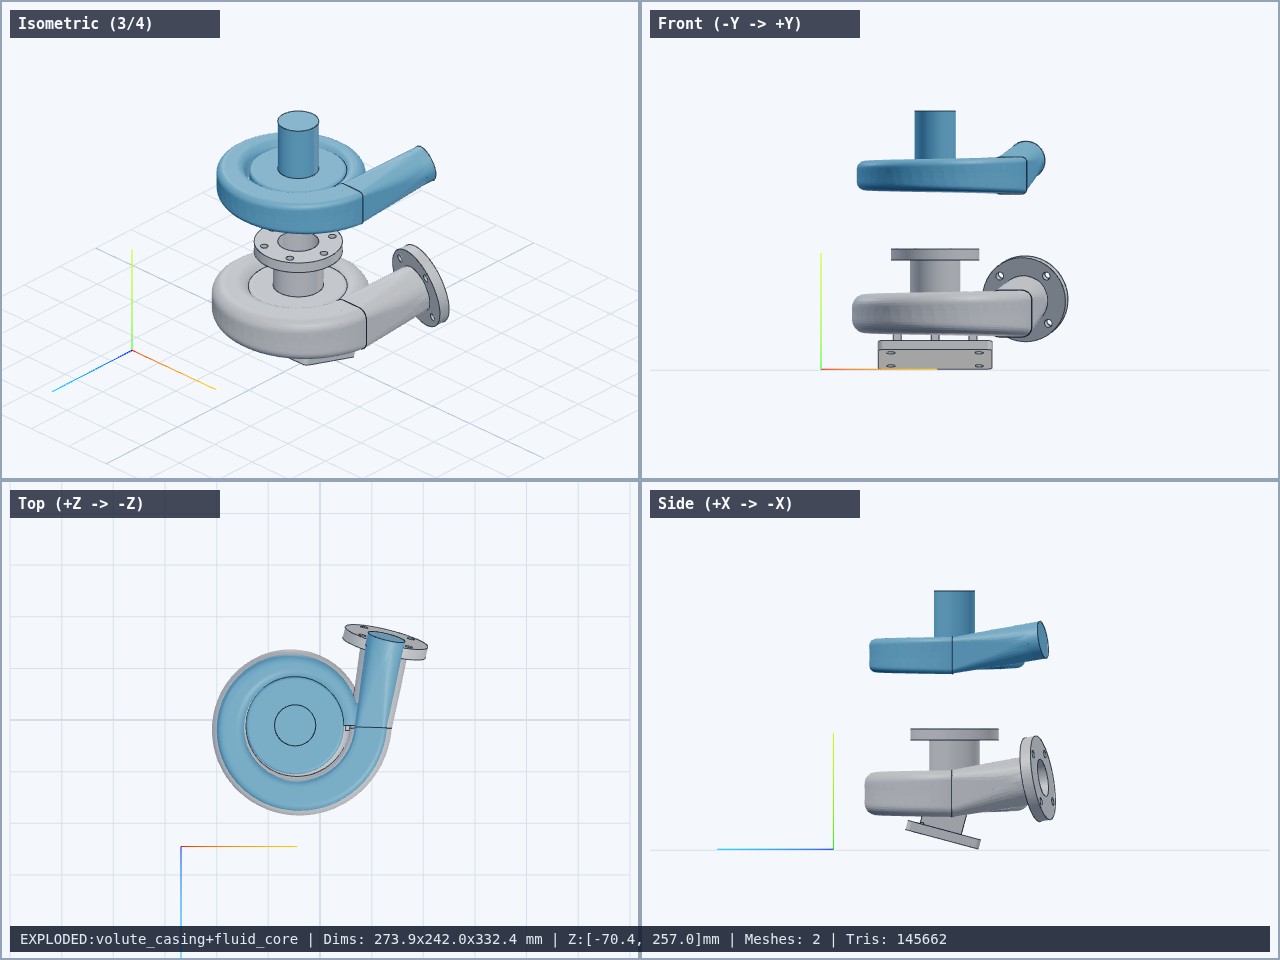 Isometric (3/4)
Front (-Y -> +Y)
Top (+Z -> -Z)
Side (+X -> -X)
EXPLODED:volute_casing+fluid_core | Dims: 273.9x242.0x332.4 mm | Z:[-70.4, 257.0]mm | Meshes: 2 | Tris: 145662